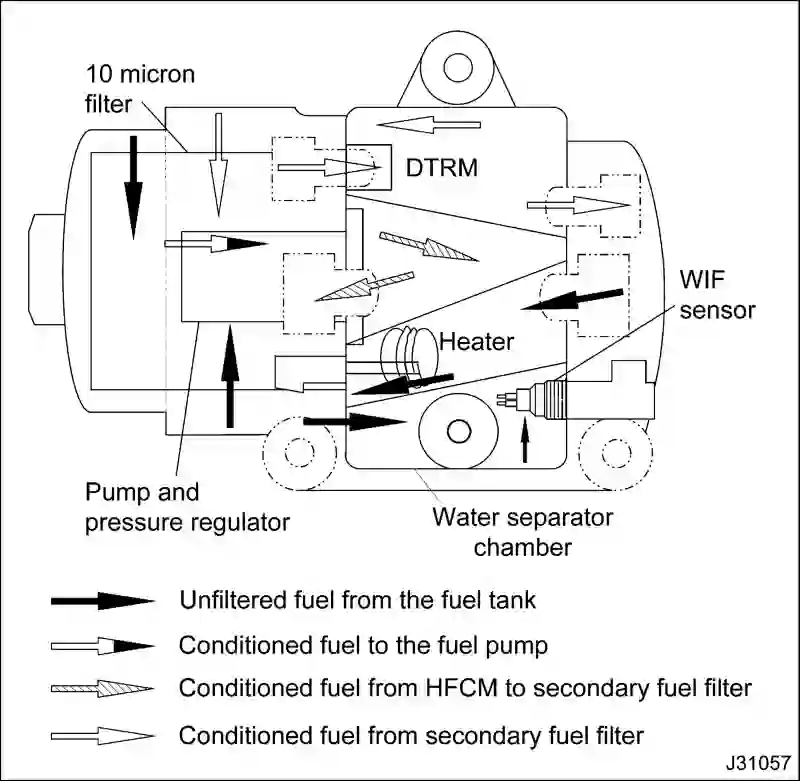 10 micron
filter
DTRM
WIF
sensor
Heater
Pump and
pressure regulator
Water separator
chamber
Unfiltered fuel from the fuel tank
Conditioned fuel to the fuel pump
Conditioned fuel from HFCM to secondary fuel filter
Conditioned fuel from secondary fuel filter
J31057